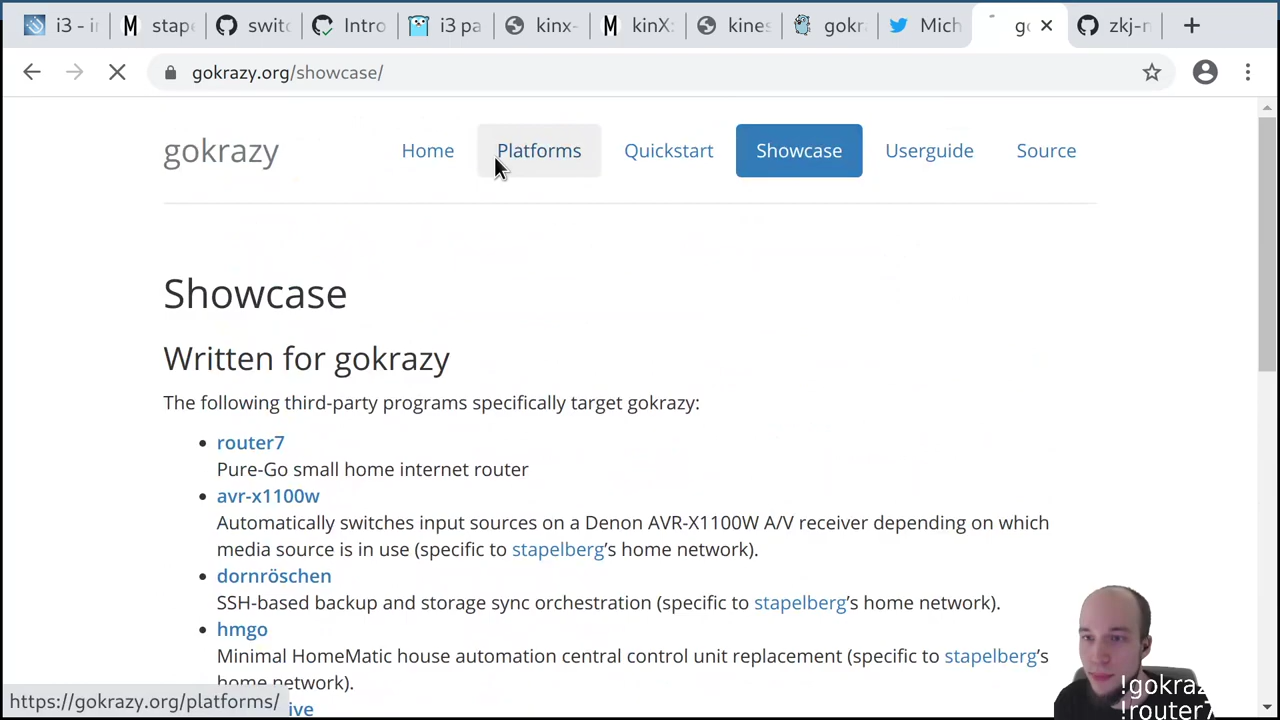 i3 - i
stape
switc
Intro
i3 pa
kinx-
kinX:
kines
gokr
Mich
go
zkj-n
gokrazy.org/showcase/
gokrazy
Home
Platforms
Quickstart
Showcase
Userguide
Source
Showcase
Written for gokrazy
The following third-party programs specifically target gokrazy:
router7
Pure-Go small home internet router
avr-x1100w
Automatically switches input sources on a Denon AVR-X1100W A/V receiver depending on which
media source is in use (specific to stapelberg’s home network).
dornröschen
SSH-based backup and storage sync orchestration (specific to stapelberg’s home network).
hmgo
Minimal HomeMatic house automation central control unit replacement (specific to stapelberg’s
home network).
ive
https://gokrazy.org/platforms/
!gokraz
!router7